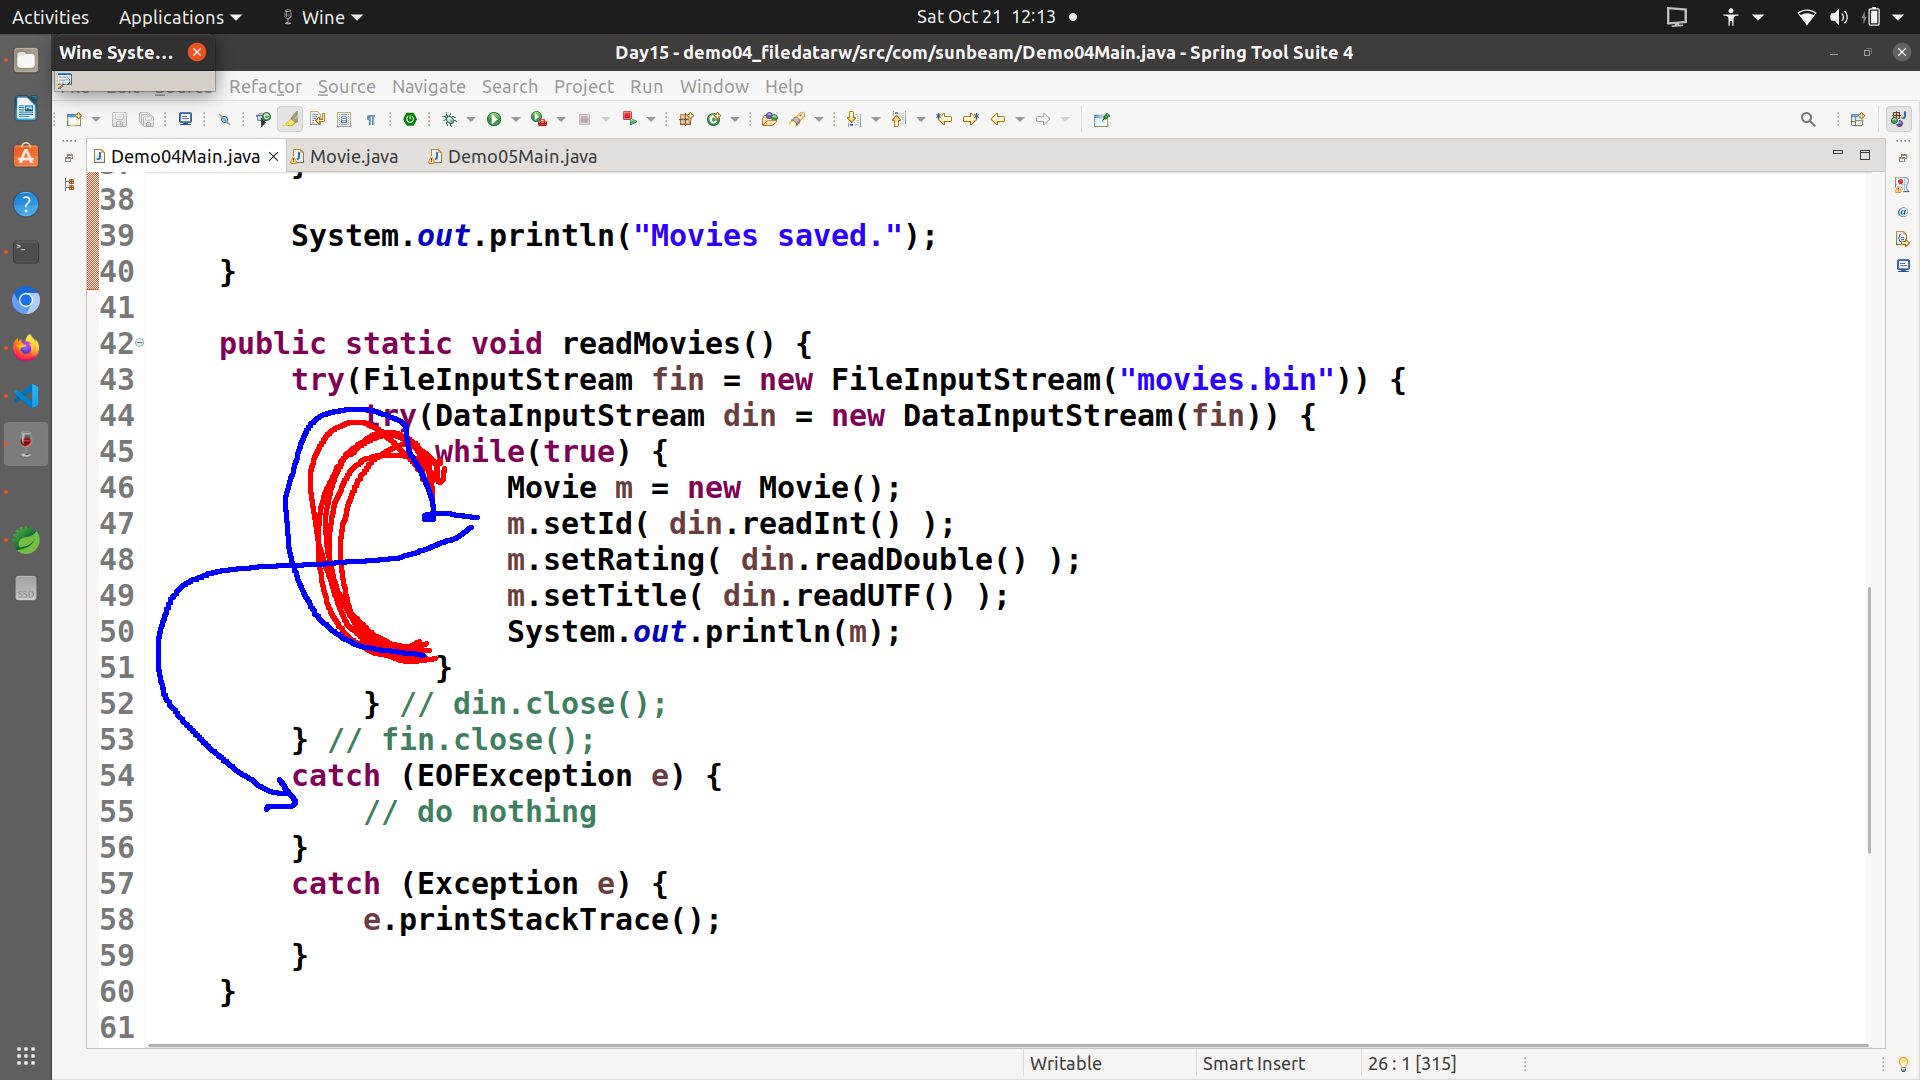 Activities
Applications
Wine
Sat Oct 21 12:13
Wine Syste...
Day15 - demo04_filedatarw/src/com/sunbeam/Demo04Main.java - Spring Tool Suite 4
Refactor
Source
Navigate
Search
Project
Run
Window
Help
Demo04Main.java
Movie.java
Demo05Main.java
38
39 System.out.println("Movies saved.");
40 }
41
42 public static void readMovies() {
43 try(FileInputStream fin = new FileInputStream("movies.bin")) {
44 try(DataInputStream din = new DataInputStream(fin)) {
45 while(true) {
46 Movie m = new Movie();
47 m.setId( din.readInt() );
48 m.setRating( din.readDouble() );
49 m.setTitle( din.readUTF() );
50 System.out.println(m);
51 }
52 } // din.close();
53 } // fin.close();
54 catch (EOFException e) {
55 // do nothing
56 }
57 catch (Exception e) {
58 e.printStackTrace();
59 }
60 }
61
Writable
Smart Insert
26 : 1 [315]